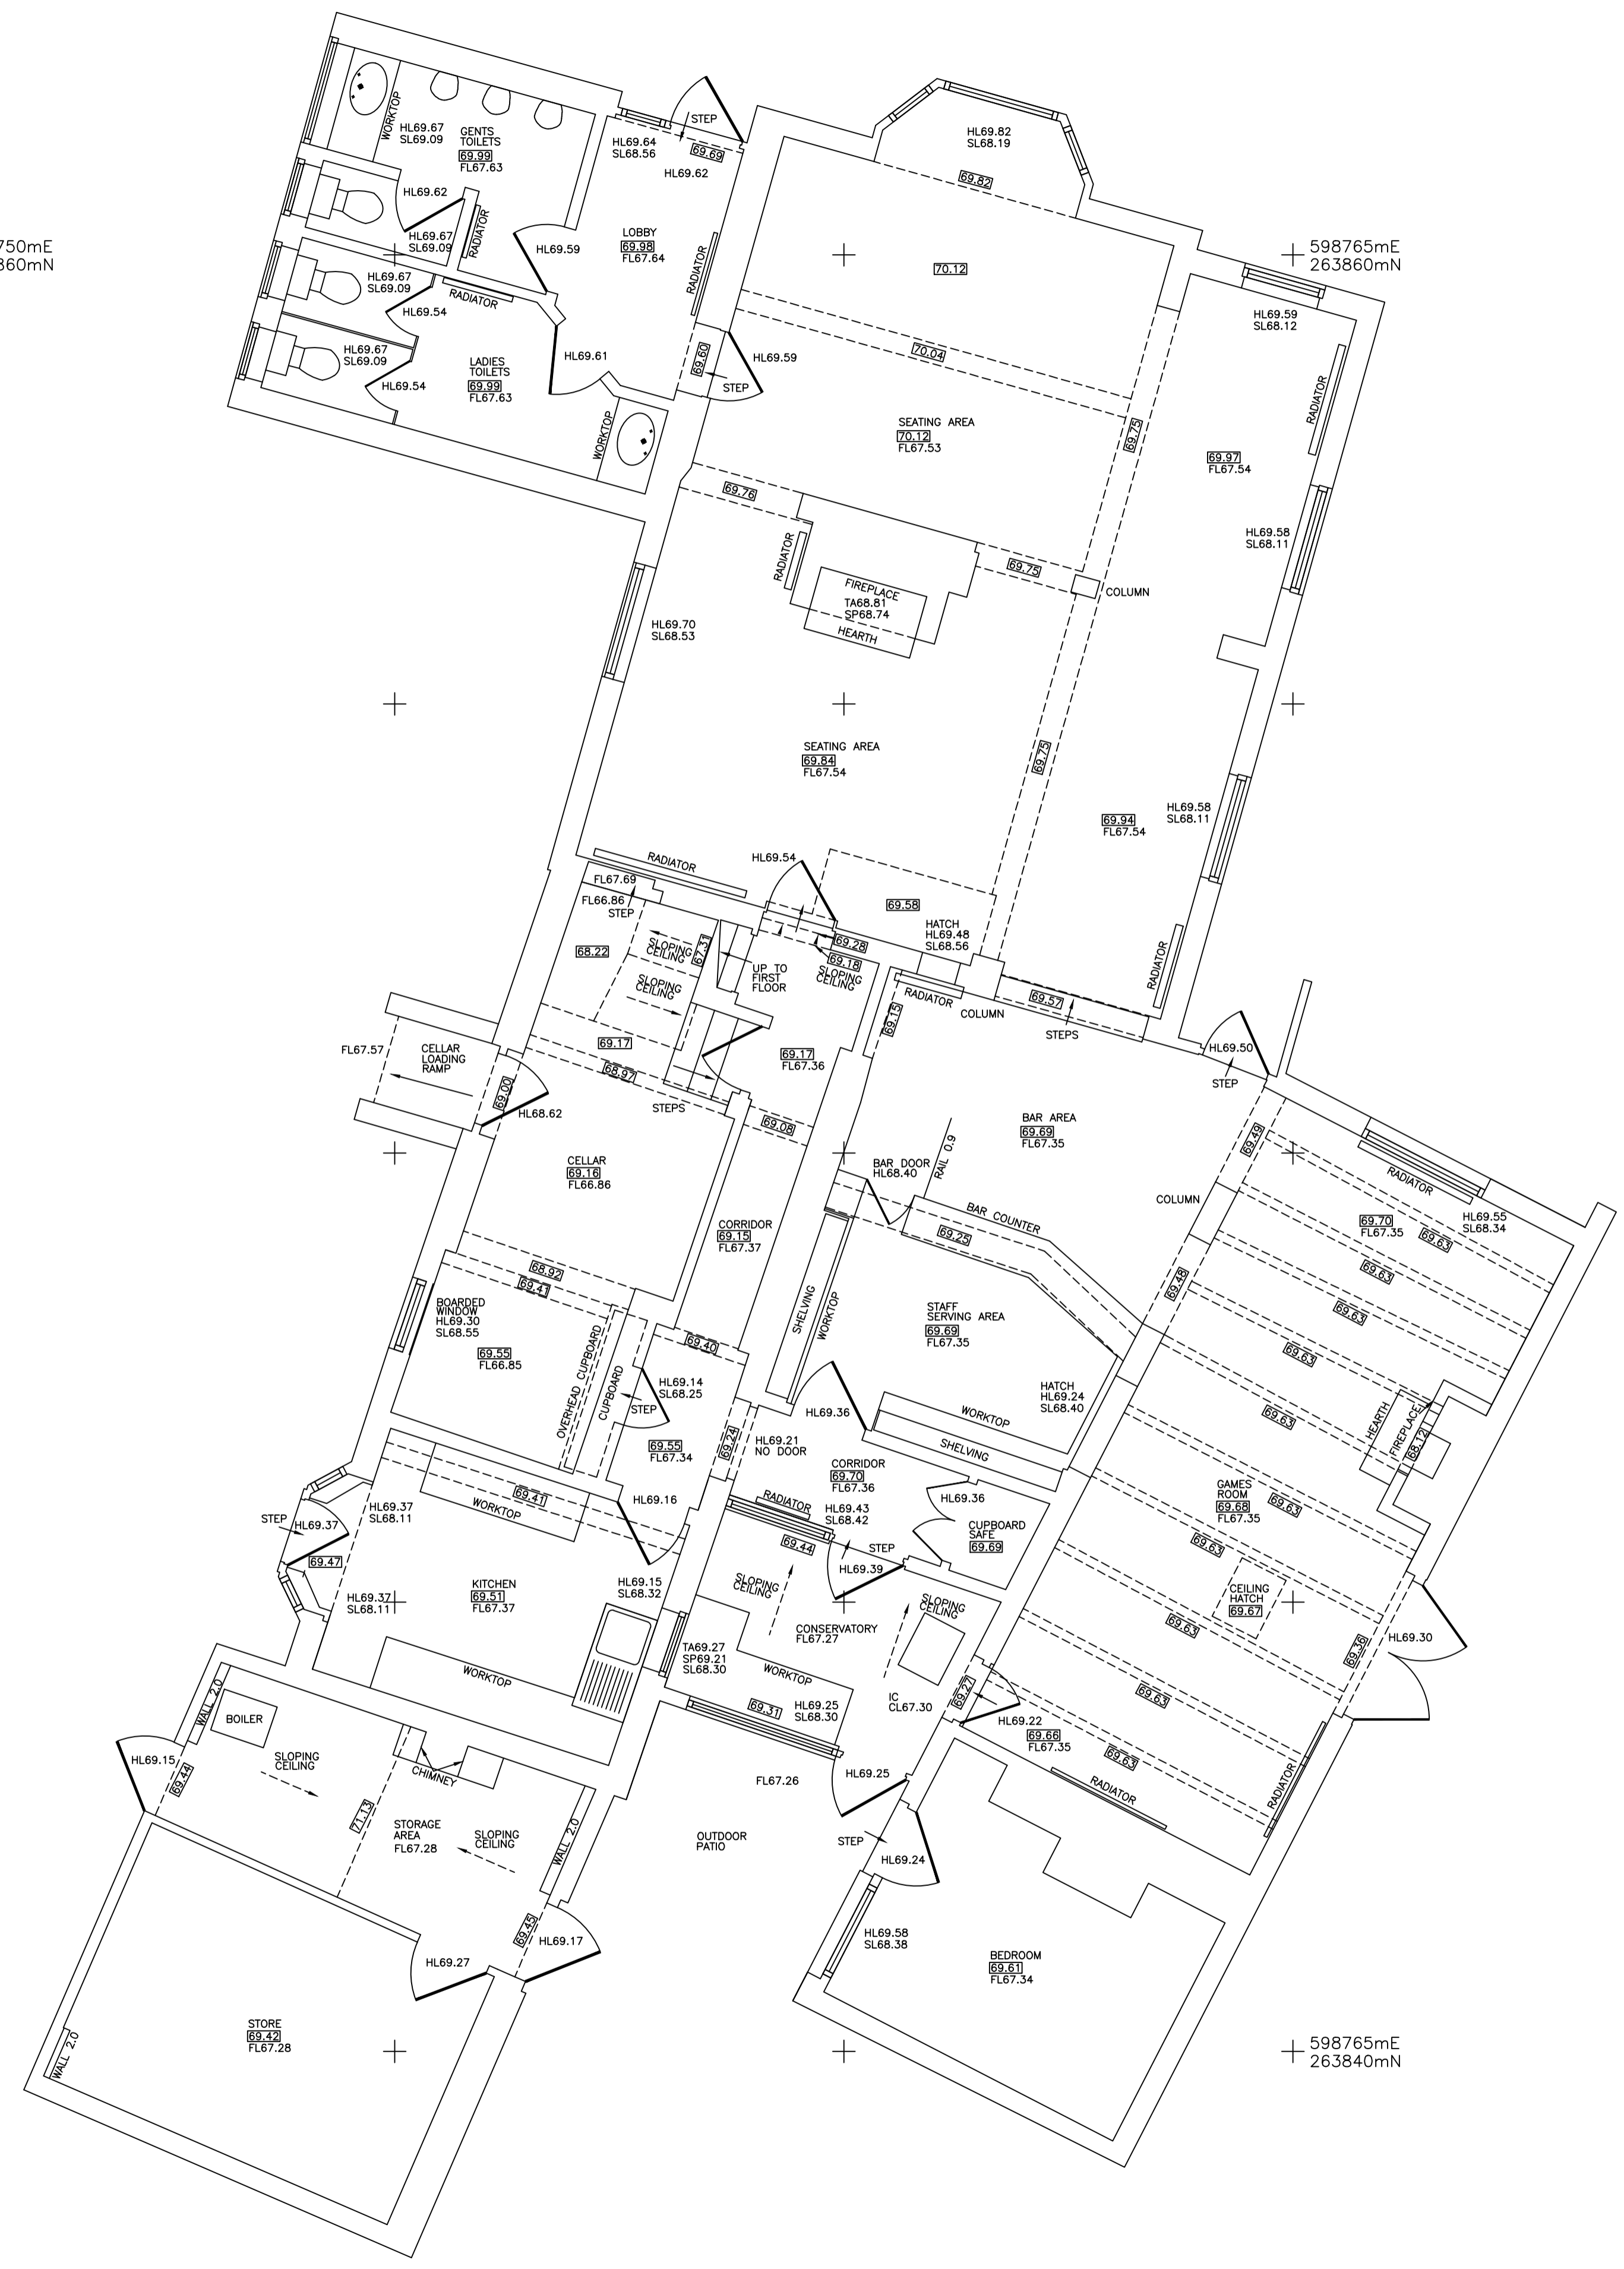 WORKTOP
HL69.67
SL69.09
GENTS
TOILETS
69.99
FL67.63
HL69.62
HL69.67
SL69.09
RADIATOR
HL69.59
STEP
HL69.64
SL68.56
69.69
HL69.62
LOBBY
69.98
FL67.64
RADIATOR
HL69.82
SL68.19
69.82
750mE
860mN
598765mE
263860mN
HL69.67
SL69.09
RADIATOR
HL69.54
HL69.67
SL69.09
HL69.54
LADIES
TOILETS
69.99
FL67.63
HL69.61
69.60
HL69.59
STEP
WORKTOP
70.12
70.04
HL69.59
SL68.12
RADIATOR
SEATING AREA
70.12
FL67.53
69.75
69.97
FL67.54
69.76
RADIATOR
FIREPLACE
TA68.81
SP68.74
HEARTH
69.75
COLUMN
HL69.58
SL68.11
HL69.70
SL68.53
SEATING AREA
69.84
FL67.54
69.75
69.94
FL67.54
HL69.58
SL68.11
RADIATOR
HL69.54
FL67.69
FL66.86
STEP
69.58
HATCH
HL69.48
SL68.56
68.22
SLOPING
CEILING
67.31
SLOPING
CEILING
UP TO
FIRST
FLOOR
69.28
69.18
SLOPING
CEILING
RADIATOR
COLUMN
69.57
STEPS
RADIATOR
69.15
FL67.57
CELLAR
LOADING
RAMP
69.00
HL68.62
69.17
68.97
STEPS
69.17
FL67.36
69.08
HL69.50
STEP
BAR AREA
69.69
FL67.35
RAIL 0.9
BAR DOOR
HL68.40
69.49
COLUMN
RADIATOR
HL69.55
SL68.34
69.70
FL67.35
69.63
CELLAR
69.16
FL66.86
CORRIDOR
69.15
FL67.37
BAR COUNTER
69.25
69.48
69.63
69.63
69.63
68.92
69.41
BOARDED
WINDOW
HL69.30
SL68.55
69.55
FL66.85
OVERHEAD CUPBOARD
CUPBOARD
69.40
HL69.14
SL68.25
STEP
69.55
FL67.34
SHELVING
WORKTOP
STAFF
SERVING AREA
69.69
FL67.35
HATCH
HL69.24
SL68.40
HL69.36
WORKTOP
SHELVING
69.24
HL69.21
NO DOOR
69.63
HEARTH
FIREPLACE
68.12
CORRIDOR
69.70
FL67.36
HL69.36
CUPBOARD
SAFE
69.69
RADIATOR
HL69.43
SL68.42
69.44
STEP
HL69.39
GAMES
ROOM
69.68
FL67.35
69.63
69.63
CEILING
HATCH
69.67
69.63
69.36
HL69.30
STEP
HL69.37
HL69.37
SL68.11
69.41
WORKTOP
HL69.16
69.47
HL69.37
SL68.11
KITCHEN
69.51
FL67.37
HL69.15
SL68.32
WORKTOP
SLOPING
CEILING
CONSERVATORY
FL67.27
SLOPING
CEILING
TA69.27
SP69.21
SL68.30
WORKTOP
69.31
HL69.25
SL68.30
IC
CL67.30
69.27
HL69.22
69.66
FL67.35
69.63
69.63
RADIATOR
RADIATOR
WALL 2.0
BOILER
HL69.15
69.44
SLOPING
CEILING
CHIMNEY
71.13
STORAGE
AREA
FL67.28
SLOPING
CEILING
WALL 2.0
FL67.26
HL69.25
OUTDOOR
PATIO
STEP
HL69.24
69.45
HL69.17
HL69.27
HL69.58
SL68.38
BEDROOM
69.61
FL67.34
STORE
69.42
FL67.28
WALL 2.0
598765mE
263840mN